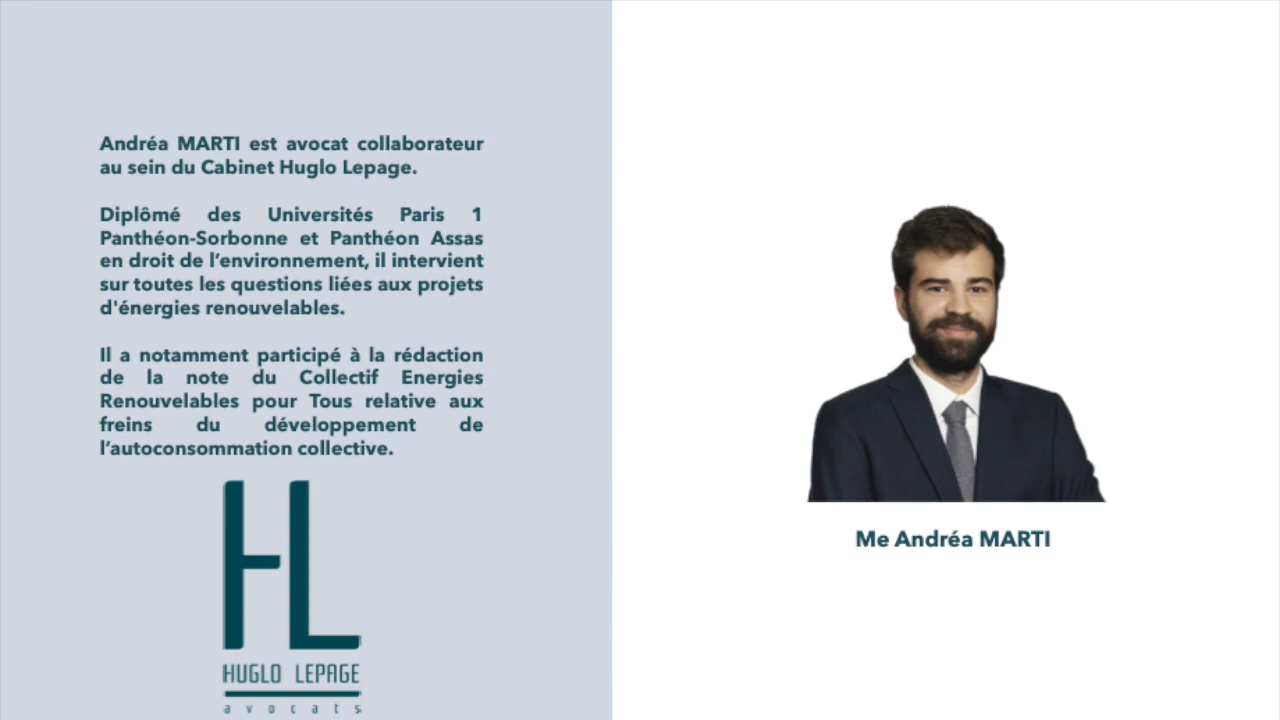 Andréa MARTI est avocat collaborateur
au sein du Cabinet Huglo Lepage.
Diplômé des Universités Paris 1
Panthéon-Sorbonne et Panthéon Assas
en droit de l’environnement, il intervient
sur toutes les questions liées aux projets
d'énergies renouvelables.
Il a notamment participé à la rédaction
de la note du Collectif Energies
Renouvelables pour Tous relative aux
freins du développement de
l’autoconsommation collective.
HL
HUGLO LEPAGE
avocats
Me Andréa MARTI